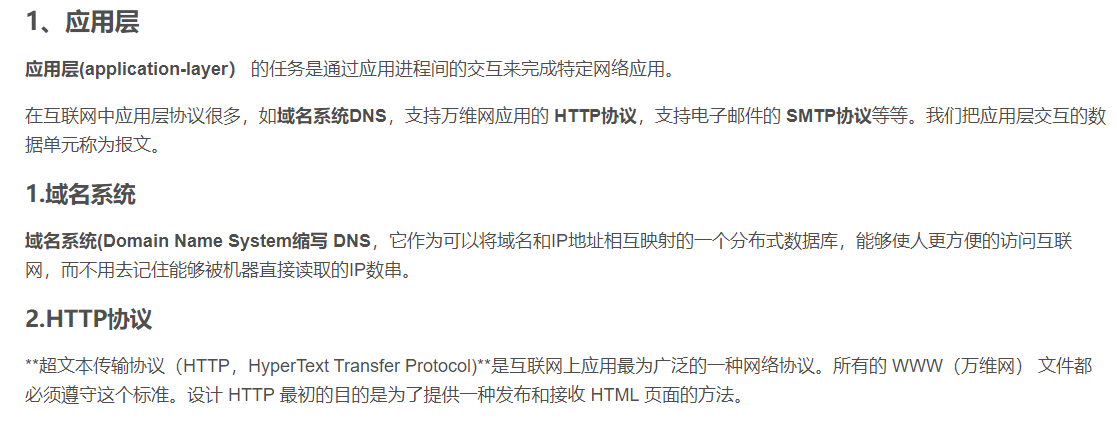 1、应用层
应用层(application-layer） 的任务是通过应用进程间的交互来完成特定网络应用。
在互联网中应用层协议很多，如域名系统DNS，支持万维网应用的 HTTP协议，支持电子邮件的 SMTP协议等等。我们把应用层交互的数
据单元称为报文。
1.域名系统
域名系统(Domain Name System缩写 DNS，它作为可以将域名和IP地址相互映射的一个分布式数据库，能够使人更方便的访问互联
网，而不用去记住能够被机器直接读取的IP数串。
2.HTTP协议
**超文本传输协议（HTTP，HyperText Transfer Protocol)**是互联网上应用最为广泛的一种网络协议。所有的 WWW（万维网） 文件都
必须遵守这个标准。设计 HTTP 最初的目的是为了提供一种发布和接收 HTML 页面的方法。